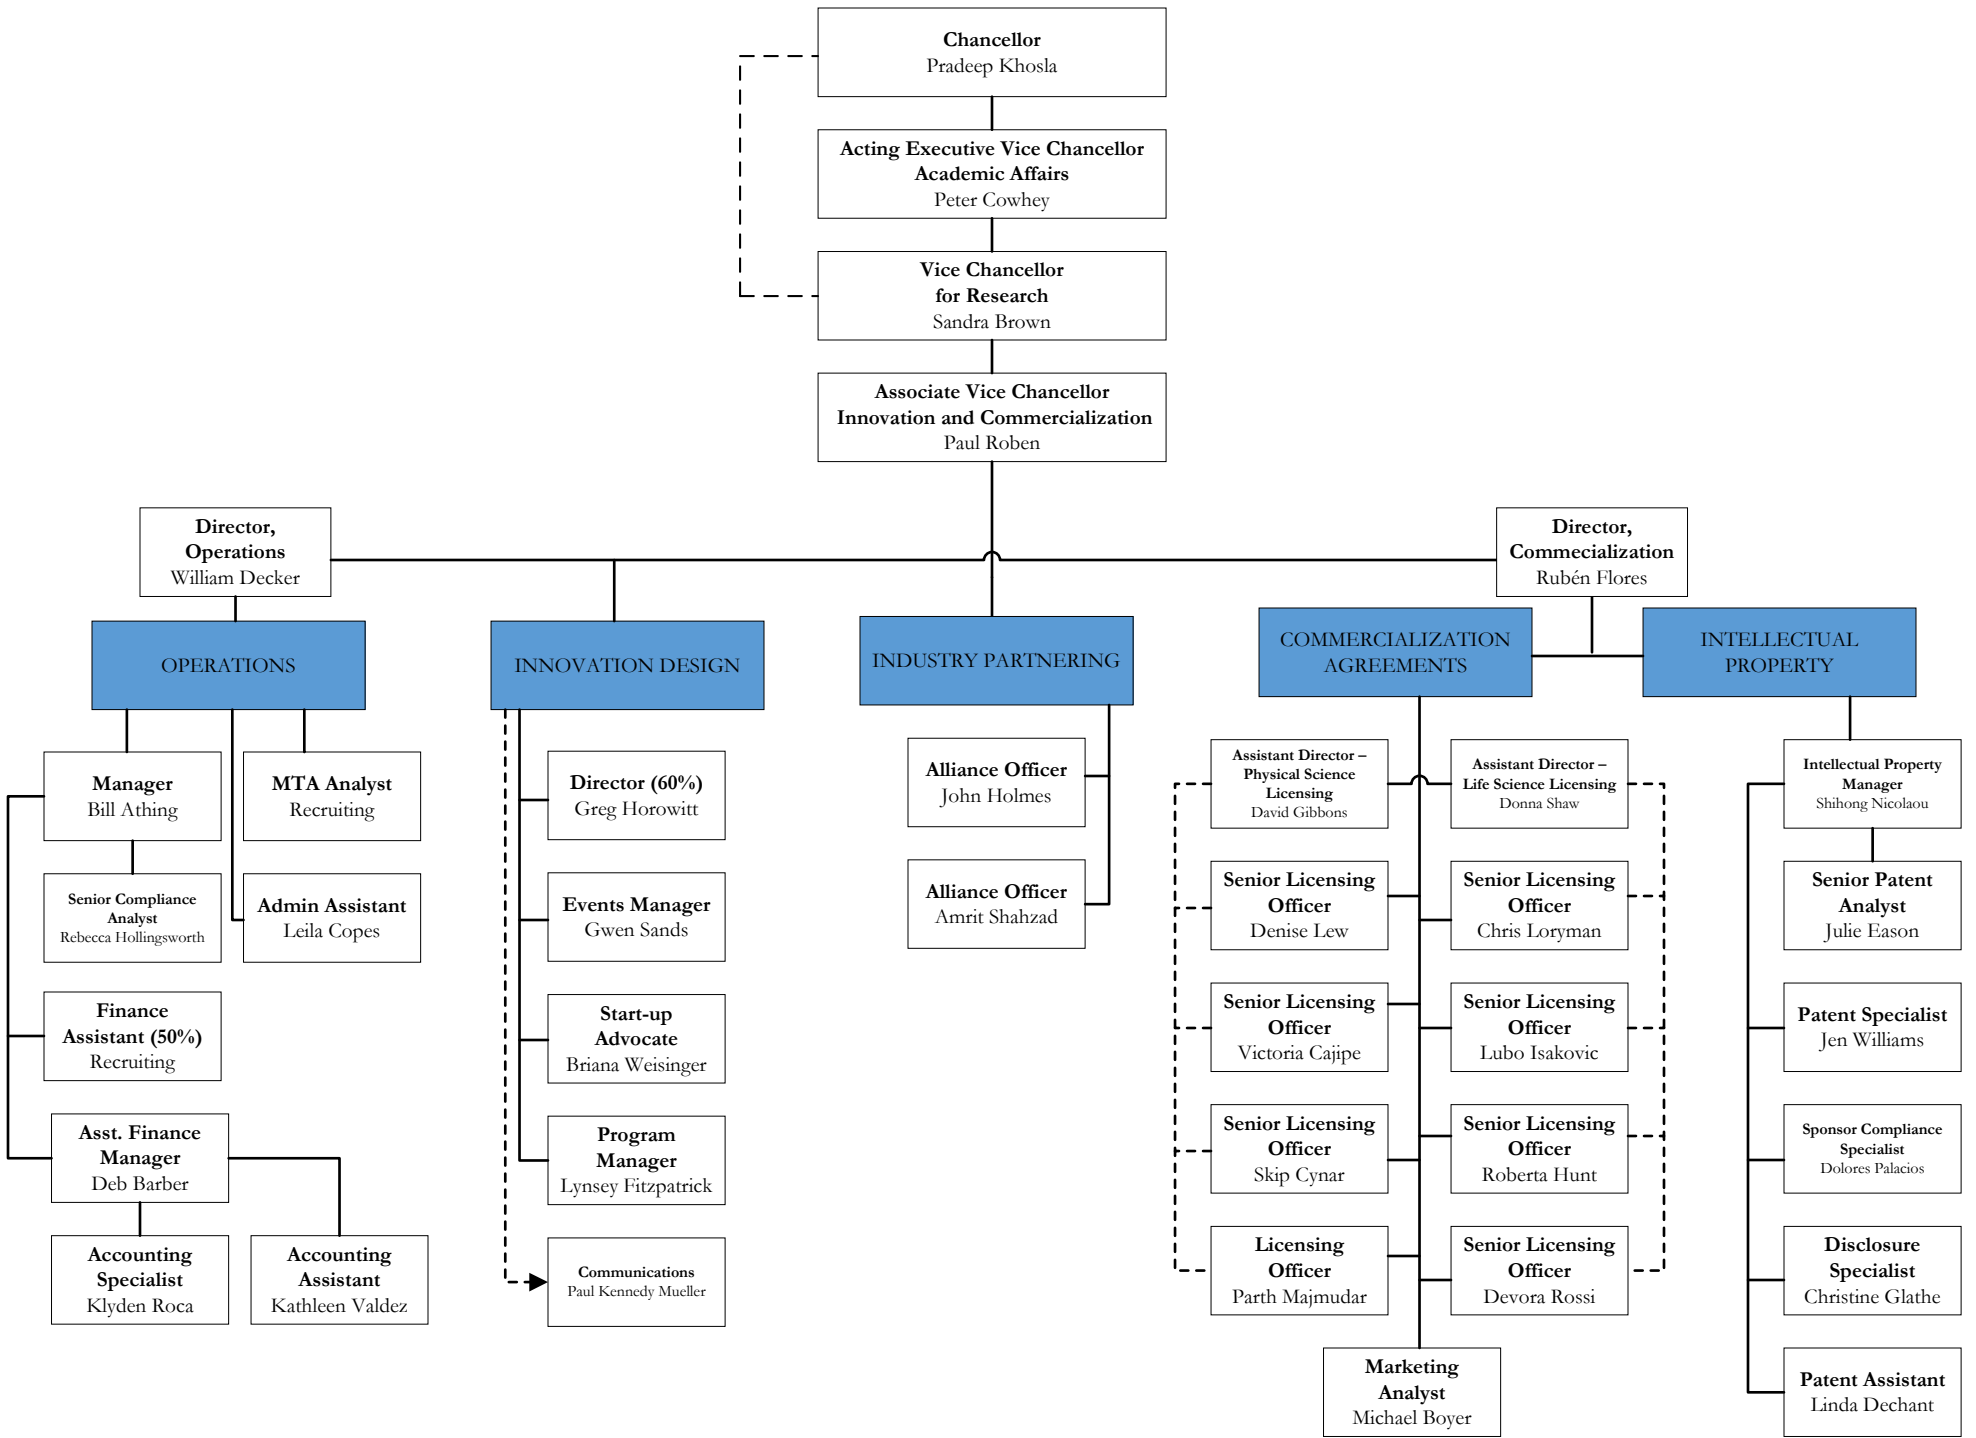 Chancellor
Pradeep Khosla
Acting Executive Vice Chancellor
Academic Affairs
Peter Cowhey
Vice Chancellor
for Research
Sandra Brown
Associate Vice Chancellor
Innovation and Commercialization
Paul Roben
Director,
Operations
William Decker
Director,
Commecialization
Rubén Flores
OPERATIONS
INNOVATION DESIGN
INDUSTRY PARTNERING
COMMERCIALIZATION
AGREEMENTS
INTELLECTUAL
PROPERTY
Manager
Bill Athing
MTA Analyst
Recruiting
Senior Compliance
Analyst
Rebecca Hollingsworth
Admin Assistant
Leila Copes
Finance
Assistant (50%)
Recruiting
Asst. Finance
Manager
Deb Barber
Accounting
Specialist
Klyden Roca
Accounting
Assistant
Kathleen Valdez
Director (60%)
Greg Horowitt
Events Manager
Gwen Sands
Start-up
Advocate
Briana Weisinger
Program
Manager
Lynsey Fitzpatrick
Communications
Paul Kennedy Mueller
Alliance Officer
John Holmes
Alliance Officer
Amrit Shahzad
Assistant Director –
Physical Science
Licensing
David Gibbons
Assistant Director –
Life Science Licensing
Donna Shaw
Senior Licensing
Officer
Denise Lew
Senior Licensing
Officer
Chris Loryman
Senior Licensing
Officer
Victoria Cajipe
Senior Licensing
Officer
Lubo Isakovic
Senior Licensing
Officer
Skip Cynar
Senior Licensing
Officer
Roberta Hunt
Licensing
Officer
Parth Majmudar
Senior Licensing
Officer
Devora Rossi
Marketing
Analyst
Michael Boyer
Intellectual Property
Manager
Shihong Nicolaou
Senior Patent
Analyst
Julie Eason
Patent Specialist
Jen Williams
Sponsor Compliance
Specialist
Dolores Palacios
Disclosure
Specialist
Christine Glathe
Patent Assistant
Linda Dechant